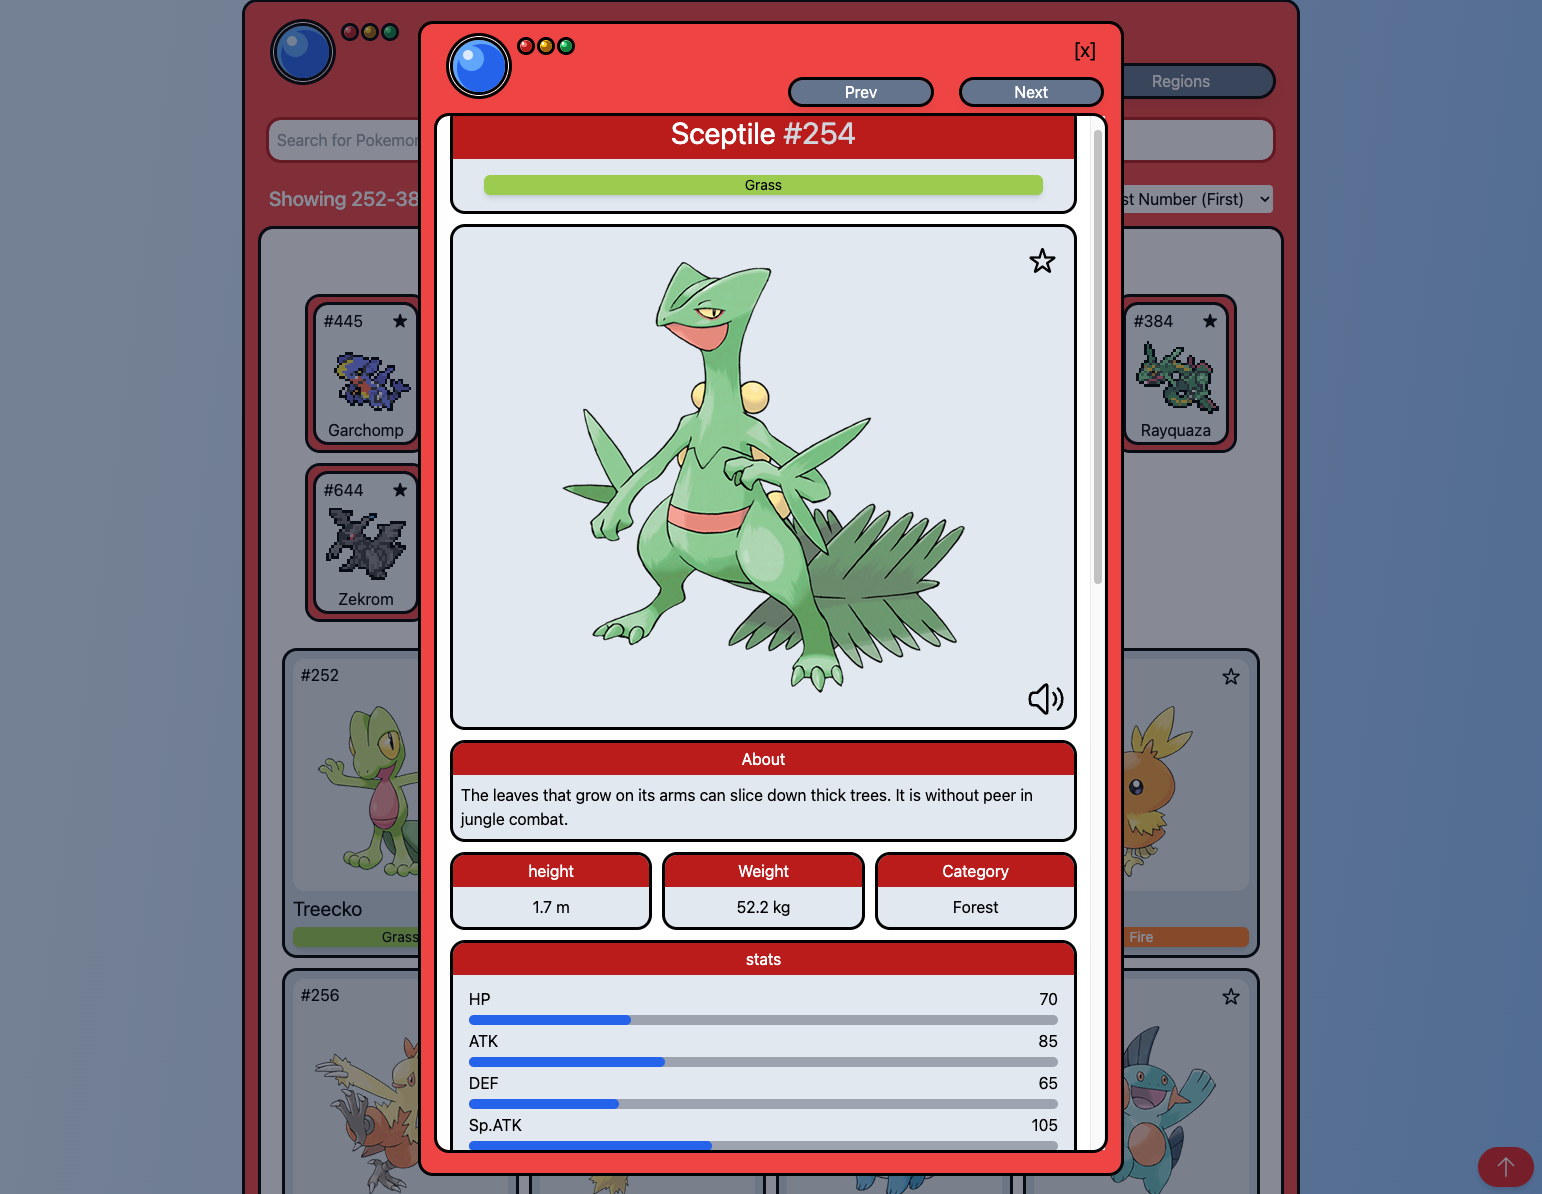 [x]
Prev
Next
Regions
Search for Pokemon
Sceptile #254
Showing 252-38
st Number (First)
Grass
#445
Garchomp
#384
Rayquaza
#644
Zekrom
#252
Treecko
Grass
Fire
#256
About
The leaves that grow on its arms can slice down thick trees. It is without peer in
jungle combat.
height
Weight
Category
1.7 m
52.2 kg
Forest
stats
HP 70
ATK 85
DEF 65
Sp.ATK 105